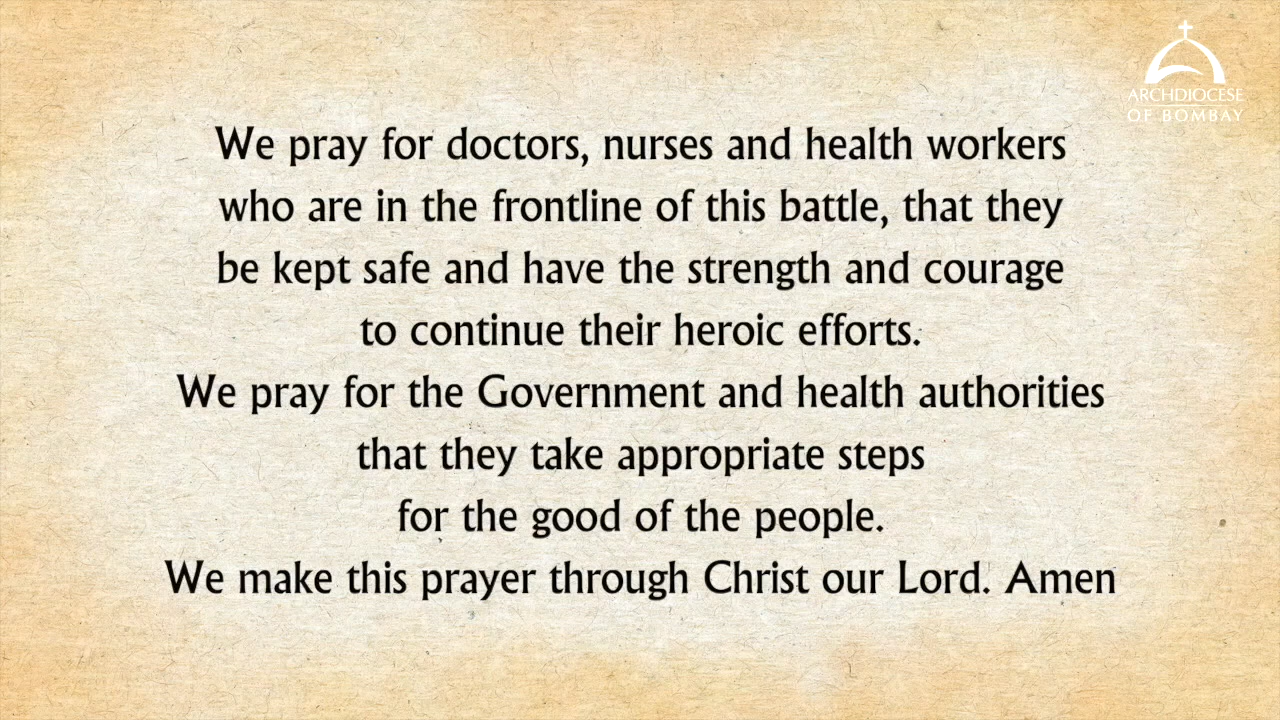 ARCHDIOCESE
OF BOMBAY
We pray for doctors, nurses and health workers
who are in the frontline of this battle, that they
be kept safe and have the strength and courage
to continue their heroic efforts.
We pray for the Government and health authorities
that they take appropriate steps
for the good of the people.
We make this prayer through Christ our Lord. Amen